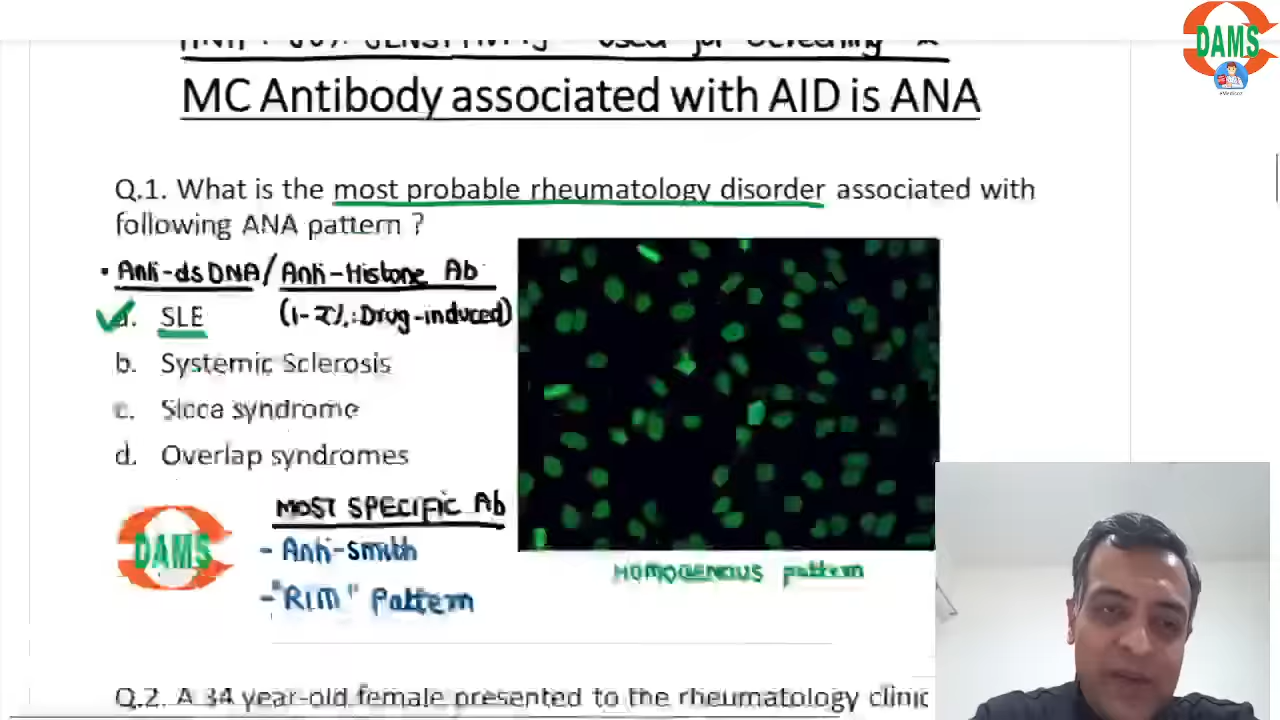 DAMS
eMedicoz
MC Antibody associated with AID is ANA
Q.1. What is the most probable rheumatology disorder associated with
following ANA pattern ?
• Anti-dsDNA / Anti-Histone Ab
a. SLE (1-2%: Drug-induced)
b. Systemic Sclerosis
c. Sicca syndrome
d. Overlap syndromes
MOST SPECIFIC Ab
DAMS
- Anti-smith
- "RIM" Pattern
HOMOGENOUS pattern
Q.2. A 34 year-old female presented to the rheumatology clinic